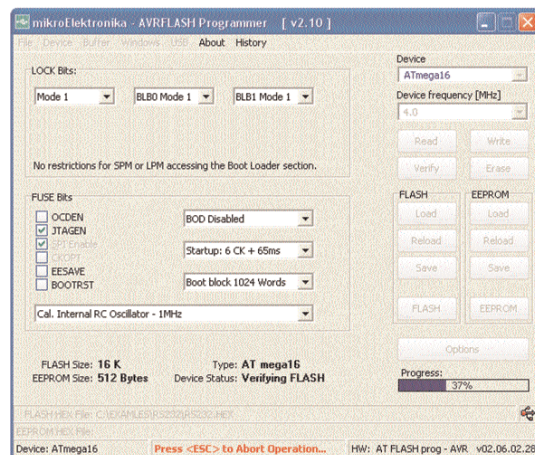 mikroElektronika - AVRFLASH Programmer [ v2.10 ]
File Device Buffer Windows USB About History
LOCK Bits:
Mode 1 BLB0 Mode 1 BLB1 Mode 1
No restrictions for SPM or LPM accessing the Boot Loader section.
FUSE Bits
OCDEN
JTAGEN
SPI Enable
CKOPT
EESAVE
BOOTRST
BOD Disabled
Startup: 6 CK + 65ms
Boot block 1024 Words
Cal. Internal RC Oscillator - 1MHz
FLASH Size: 16 K Type: AT mega16
EEPROM Size: 512 Bytes Device Status: Verifying FLASH
Device
ATmega16
Device frequency [MHz]
4.0
Read Write
Verify Erase
FLASH EEPROM
Load Load
Reload Reload
Save Save
FLASH EEPROM
Options
Progress:
37%
FLASH HEX File: C:\EXAMLES\RS232\RS232.HEX
EEPROM HEX File:
Device: ATmega16 Press <ESC> to Abort Operation... HW: AT FLASH prog - AVR v02.06.02.28